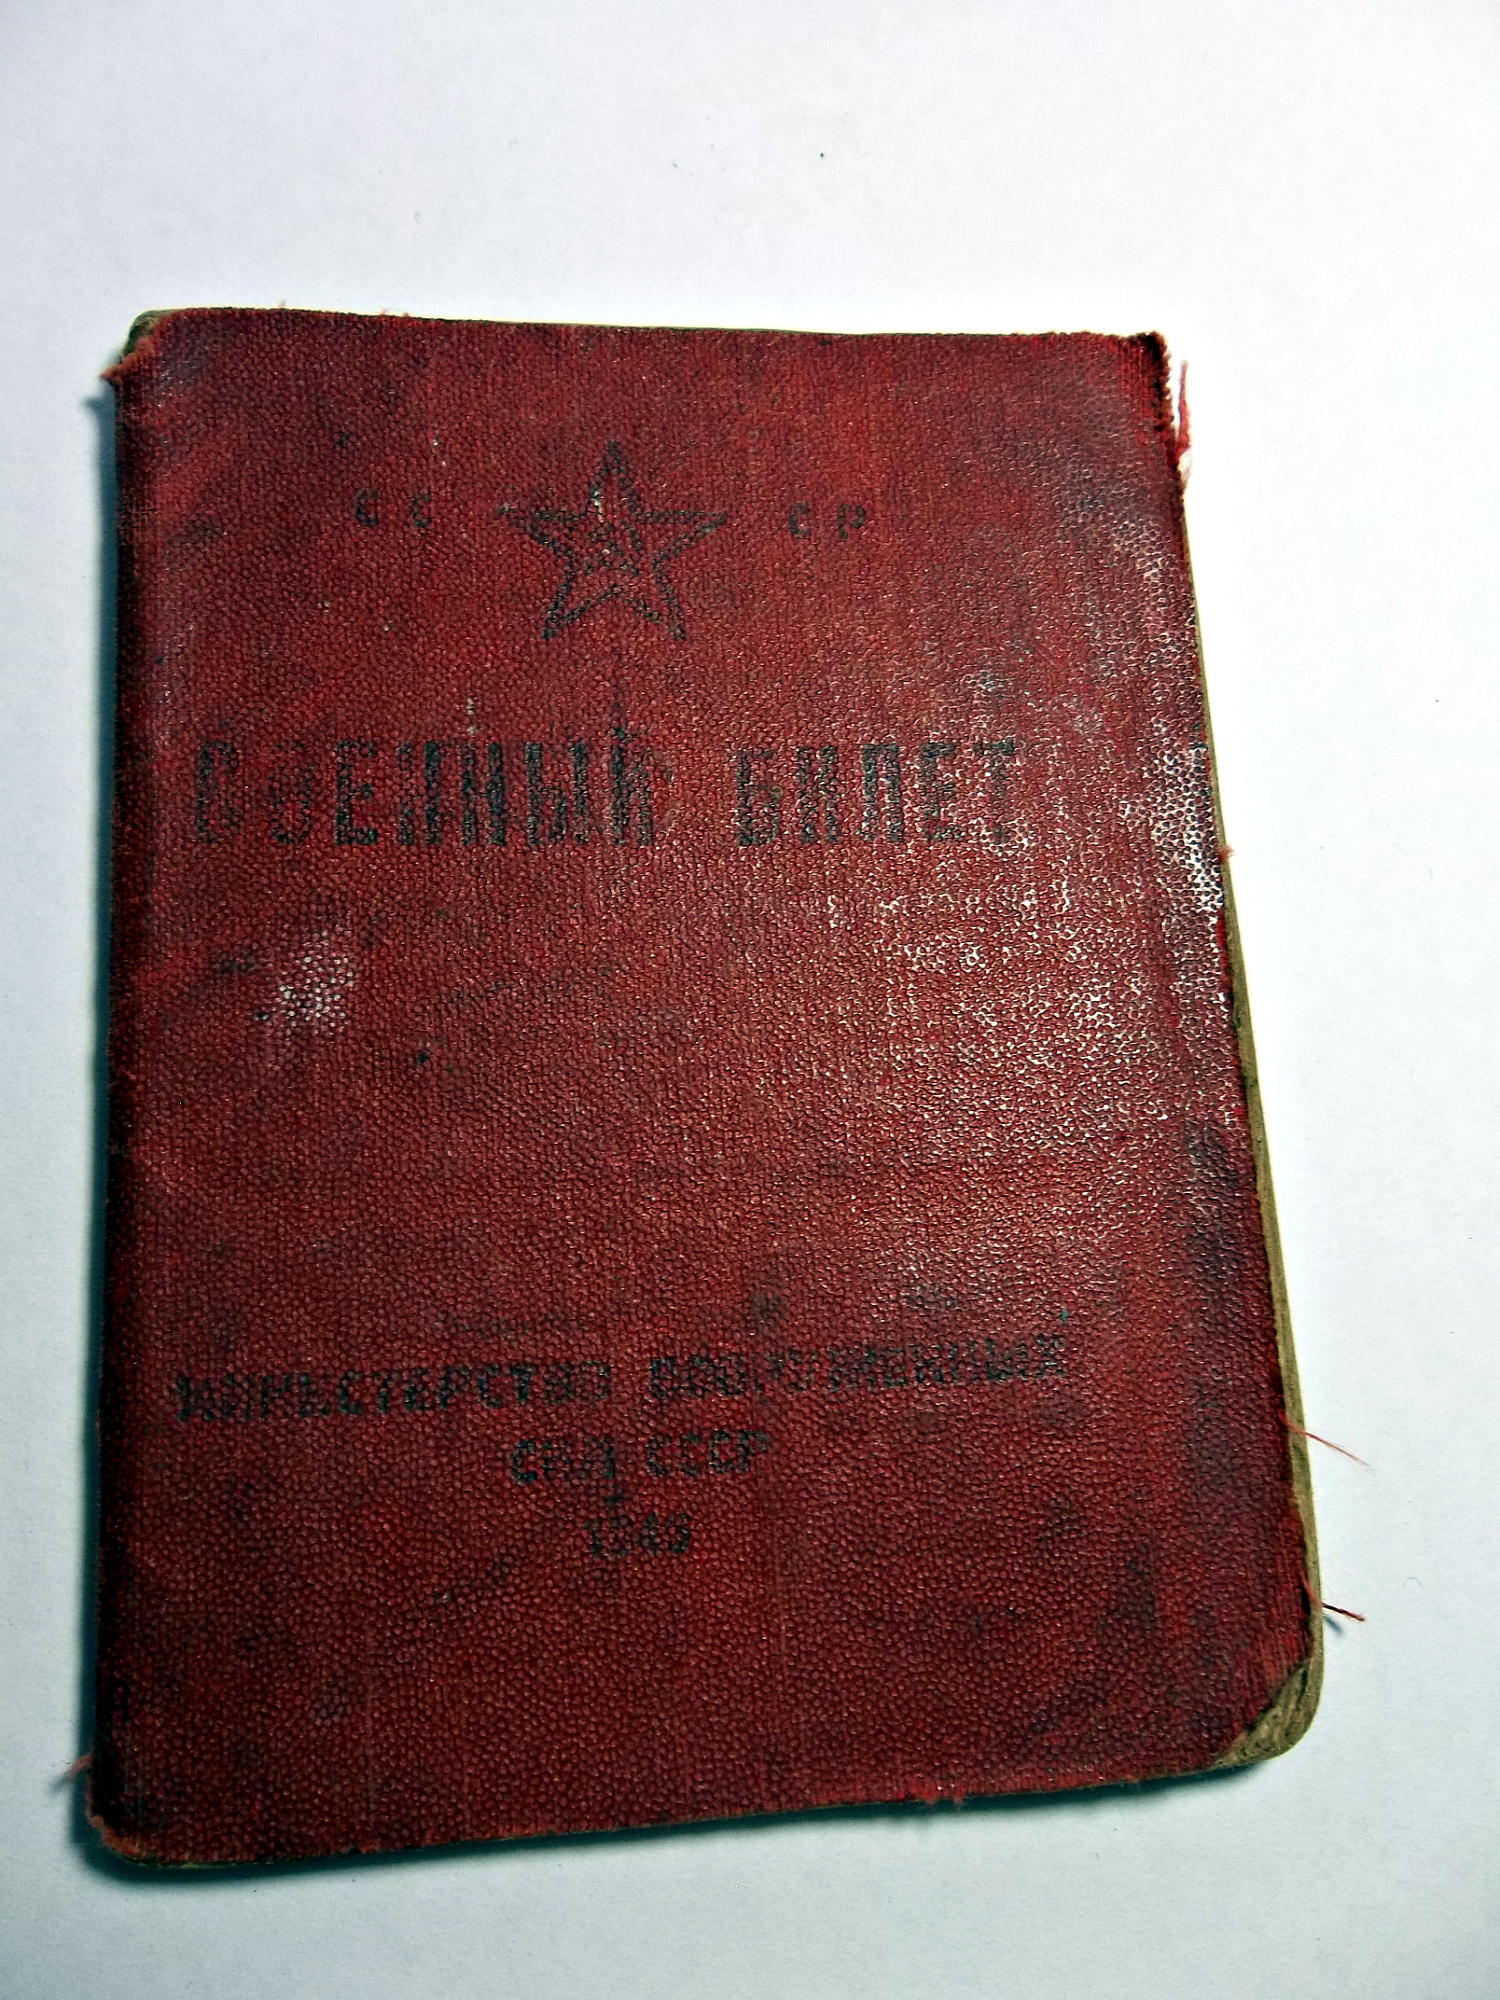 СС СР
ВОЕННЫЙ БИЛЕТ
МИНИСТЕРСТВО ВООРУЖЕННЫХ
СИЛ СССР